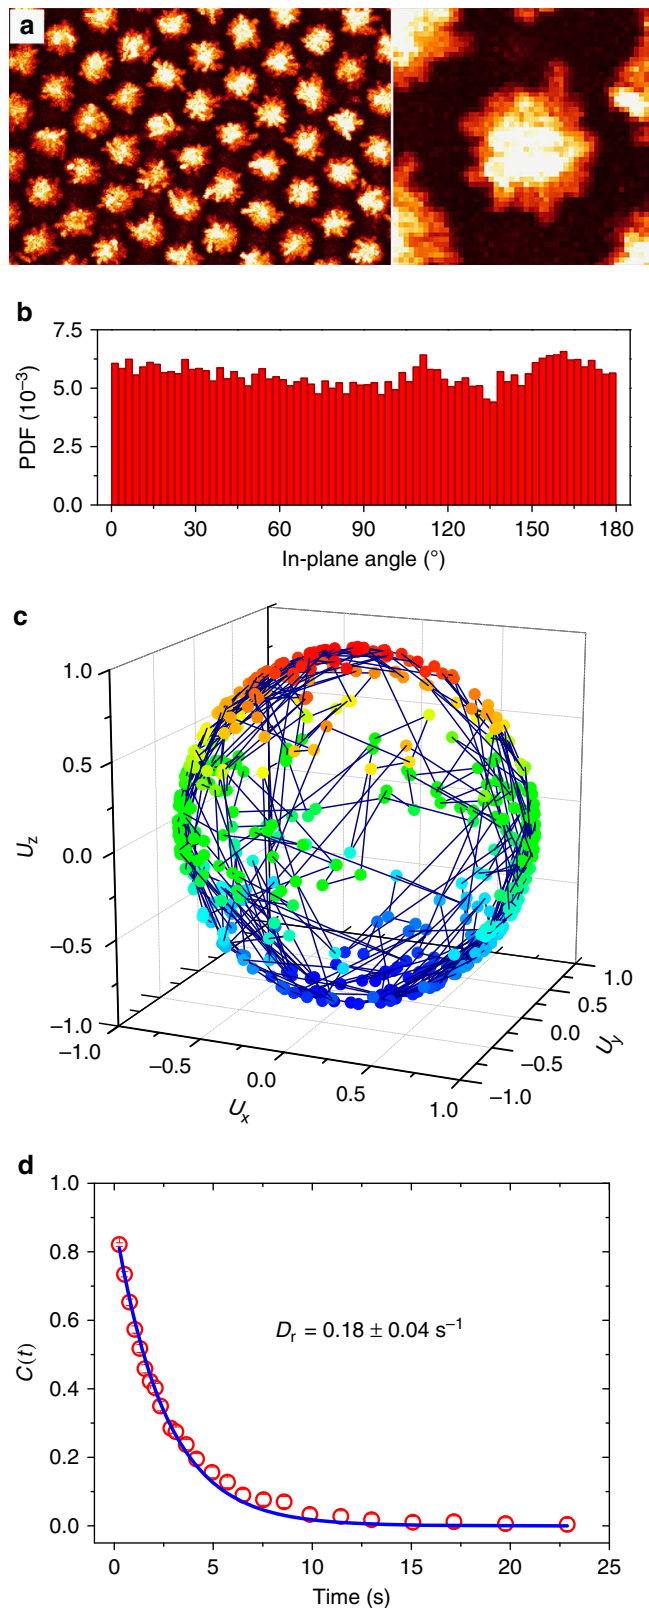 a
b
7.5
5.0
2.5
0.0
PDF (10⁻³)
0 30 60 90 120 150 180
In-plane angle (°)
c
1.0
0.5
0.0
−0.5
−1.0
U_z
−1.0 −0.5 0.0 0.5 1.0
U_x
−1.0 −0.5 0.0 0.5 1.0
U_y
d
1.0
0.8
0.6
0.4
0.2
0.0
C(t)
D_r = 0.18 ± 0.04 s⁻¹
0 5 10 15 20 25
Time (s)